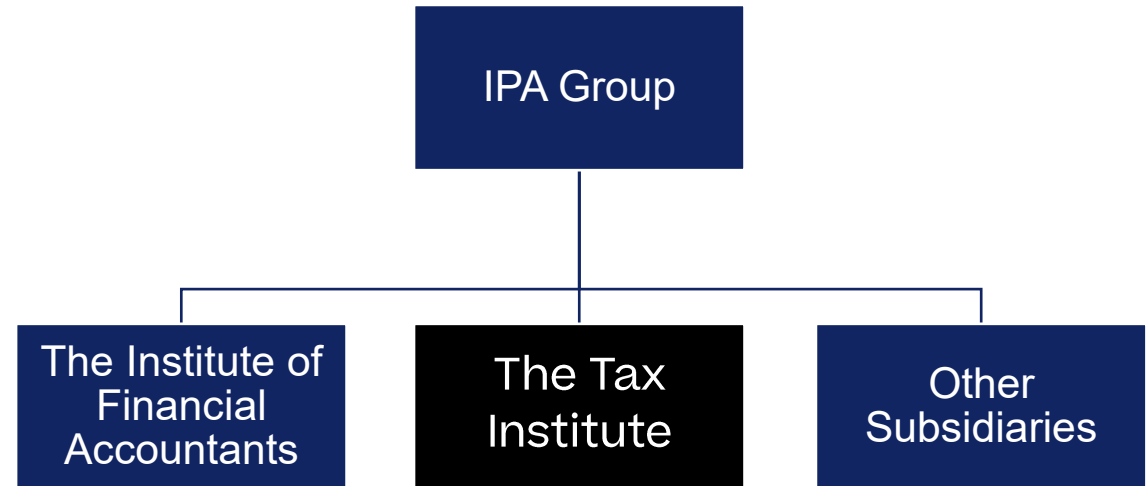 IPA Group
The Institute of
Financial
Accountants
The Tax
Institute
Other
Subsidiaries